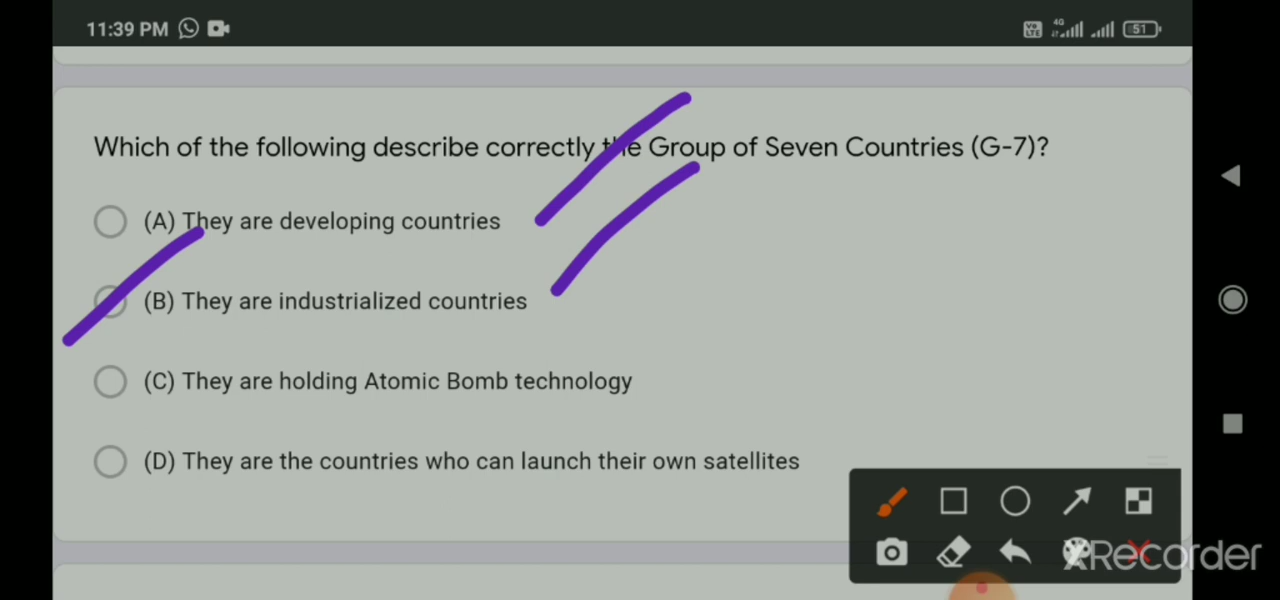 11:39 PM
4G
51
Which of the following describe correctly the Group of Seven Countries (G-7)?
(A) They are developing countries
(B) They are industrialized countries
(C) They are holding Atomic Bomb technology
(D) They are the countries who can launch their own satellites
XRecorder